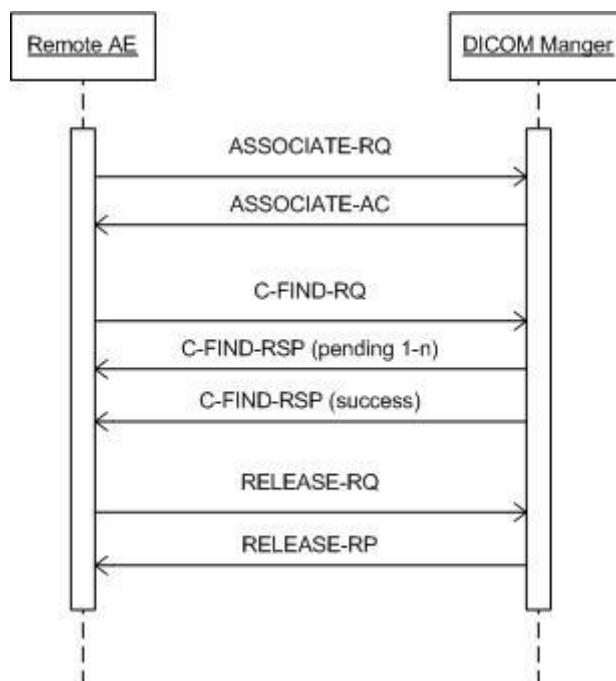 Remote AE
DICOM Manger
ASSOCIATE-RQ
ASSOCIATE-AC
C-FIND-RQ
C-FIND-RSP (pending 1-n)
C-FIND-RSP (success)
RELEASE-RQ
RELEASE-RP